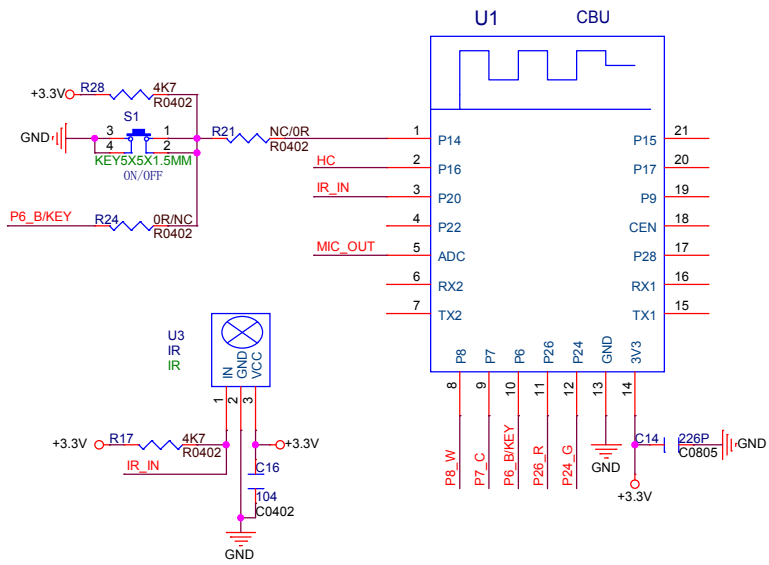 U1 CBU
R28 4K7
+3.3V
R0402
S1
3 1
GND
4 2
KEY5X5X1.5MM
ON/OFF
R21 NC/0R
R0402
P6_B/KEY
R24 0R/NC
R0402
1 P14
HC 2 P16
IR_IN 3 P20
4 P22
MIC_OUT 5 ADC
6 RX2
7 TX2
P15 21
P17 20
P9 19
CEN 18
P28 17
RX1 16
TX1 15
P8 P7 P6 P26 P24 GND 3V3
8 9 10 11 12 13 14
P8_W P7_C P6_B/KEY P26_R P24_G
GND
C14 226P
C0805
GND
+3.3V
U3
IR
IR
IN GND VCC
1 2 3
+3.3V
R17 4K7
R0402
IR_IN
+3.3V
C16
104
C0402
GND